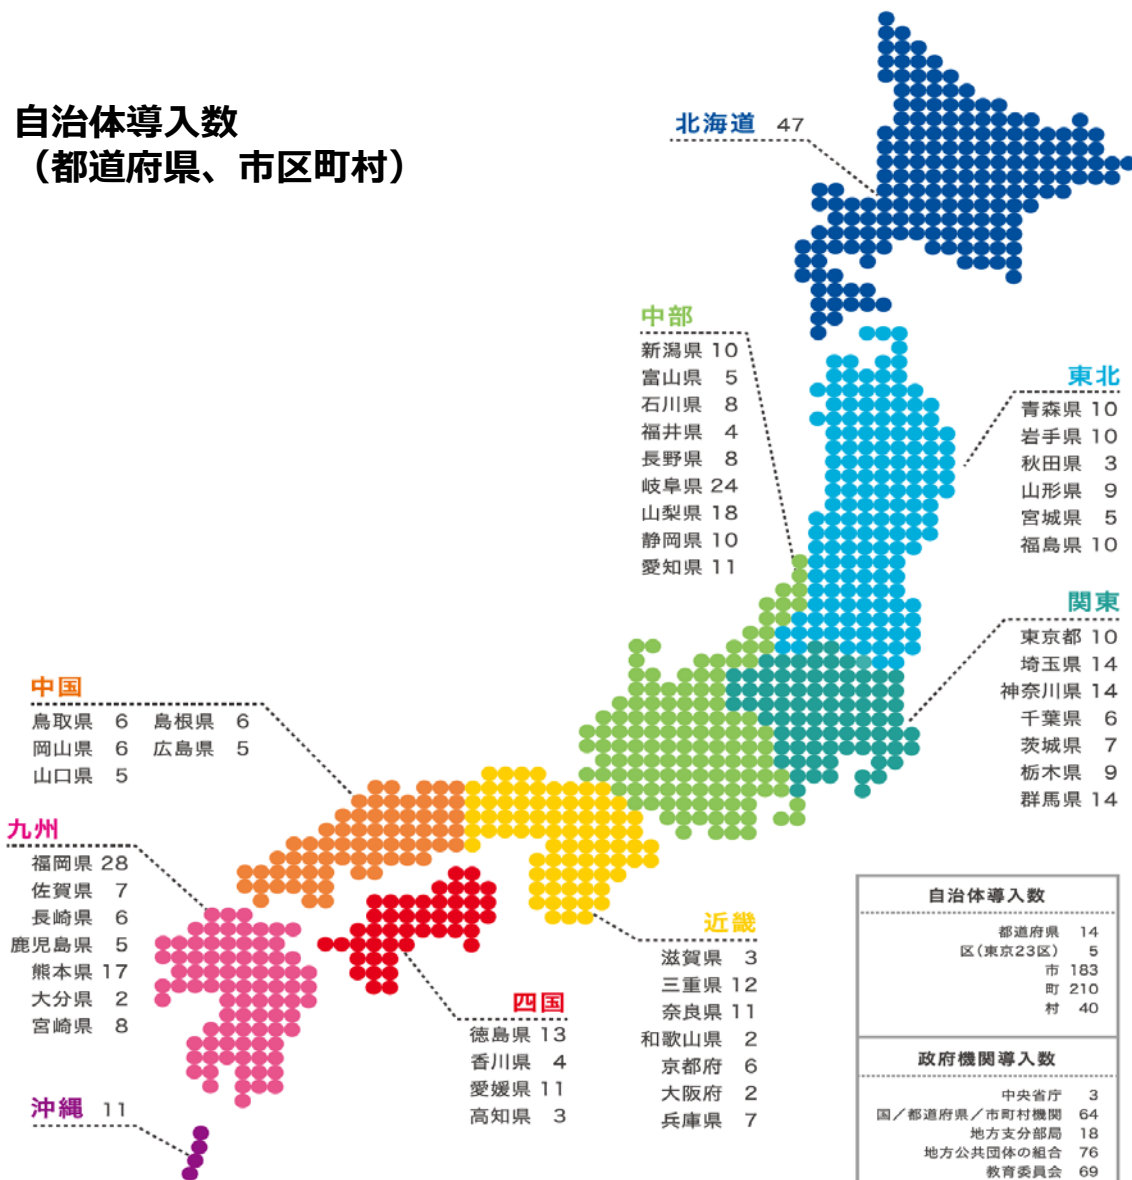 自治体導入数
（都道府県、市区町村）
北海道 47
中部
新潟県 10
富山県 5
石川県 8
福井県 4
長野県 8
岐阜県 24
山梨県 18
静岡県 10
愛知県 11
東北
青森県 10
岩手県 10
秋田県 3
山形県 9
宮城県 5
福島県 10
関東
東京都 10
埼玉県 14
神奈川県 14
千葉県 6
茨城県 7
栃木県 9
群馬県 14
中国
鳥取県 6 島根県 6
岡山県 6 広島県 5
山口県 5
九州
福岡県 28
佐賀県 7
長崎県 6
鹿児島県 5
熊本県 17
大分県 2
宮崎県 8
沖縄 11
四国
徳島県 13
香川県 4
愛媛県 11
高知県 3
近畿
滋賀県 3
三重県 12
奈良県 11
和歌山県 2
京都府 6
大阪府 2
兵庫県 7
自治体導入数
都道府県 14
区(東京23区) 5
市 183
町 210
村 40
政府機関導入数
中央省庁 3
国／都道府県／市町村機関 64
地方支分部局 18
地方公共団体の組合 76
教育委員会 69